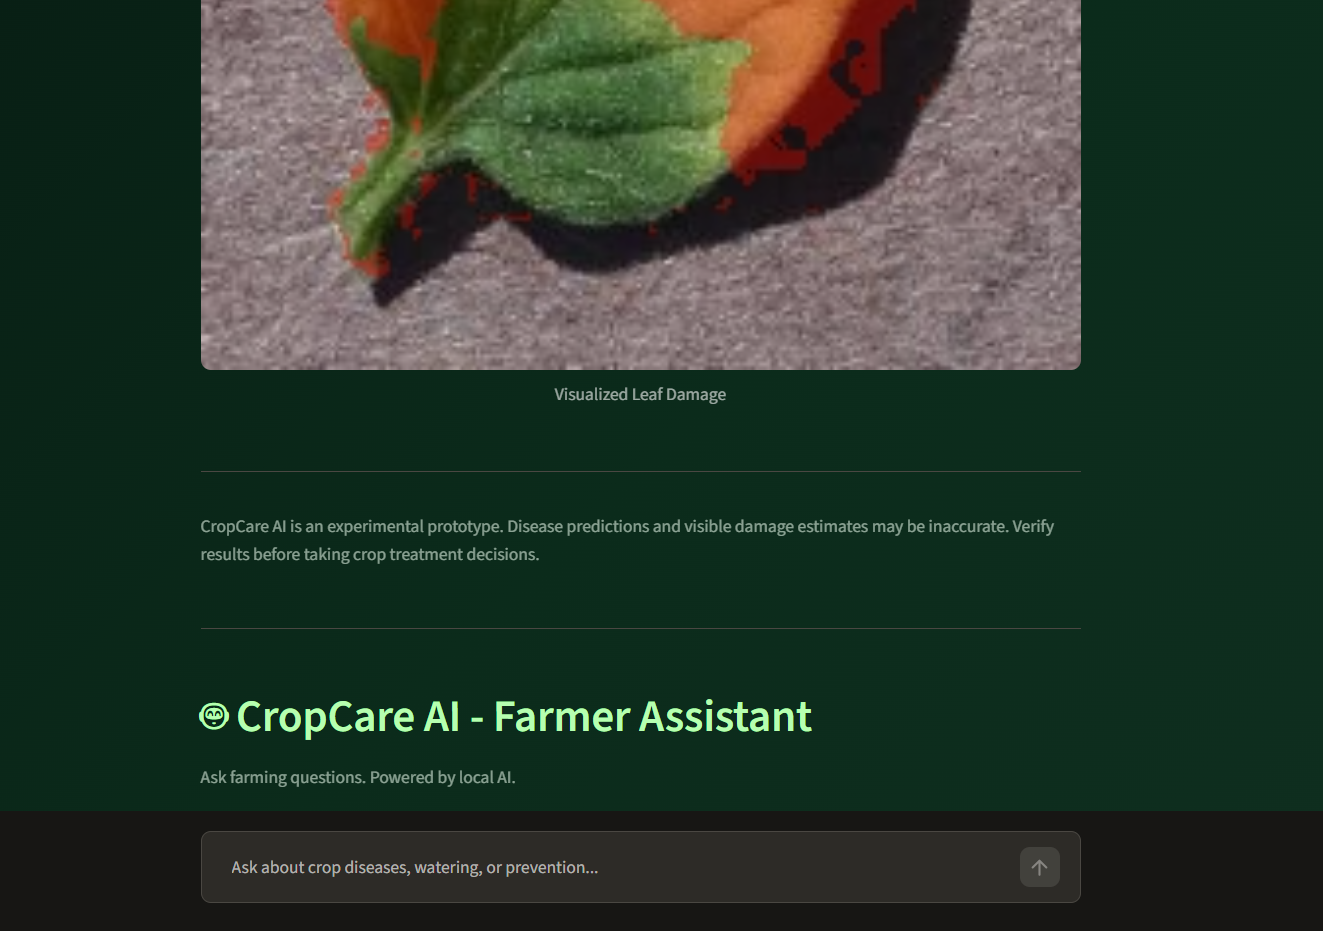 Visualized Leaf Damage
CropCare AI is an experimental prototype. Disease predictions and visible damage estimates may be inaccurate. Verify
results before taking crop treatment decisions.
CropCare AI - Farmer Assistant
Ask farming questions. Powered by local AI.
Ask about crop diseases, watering, or prevention...